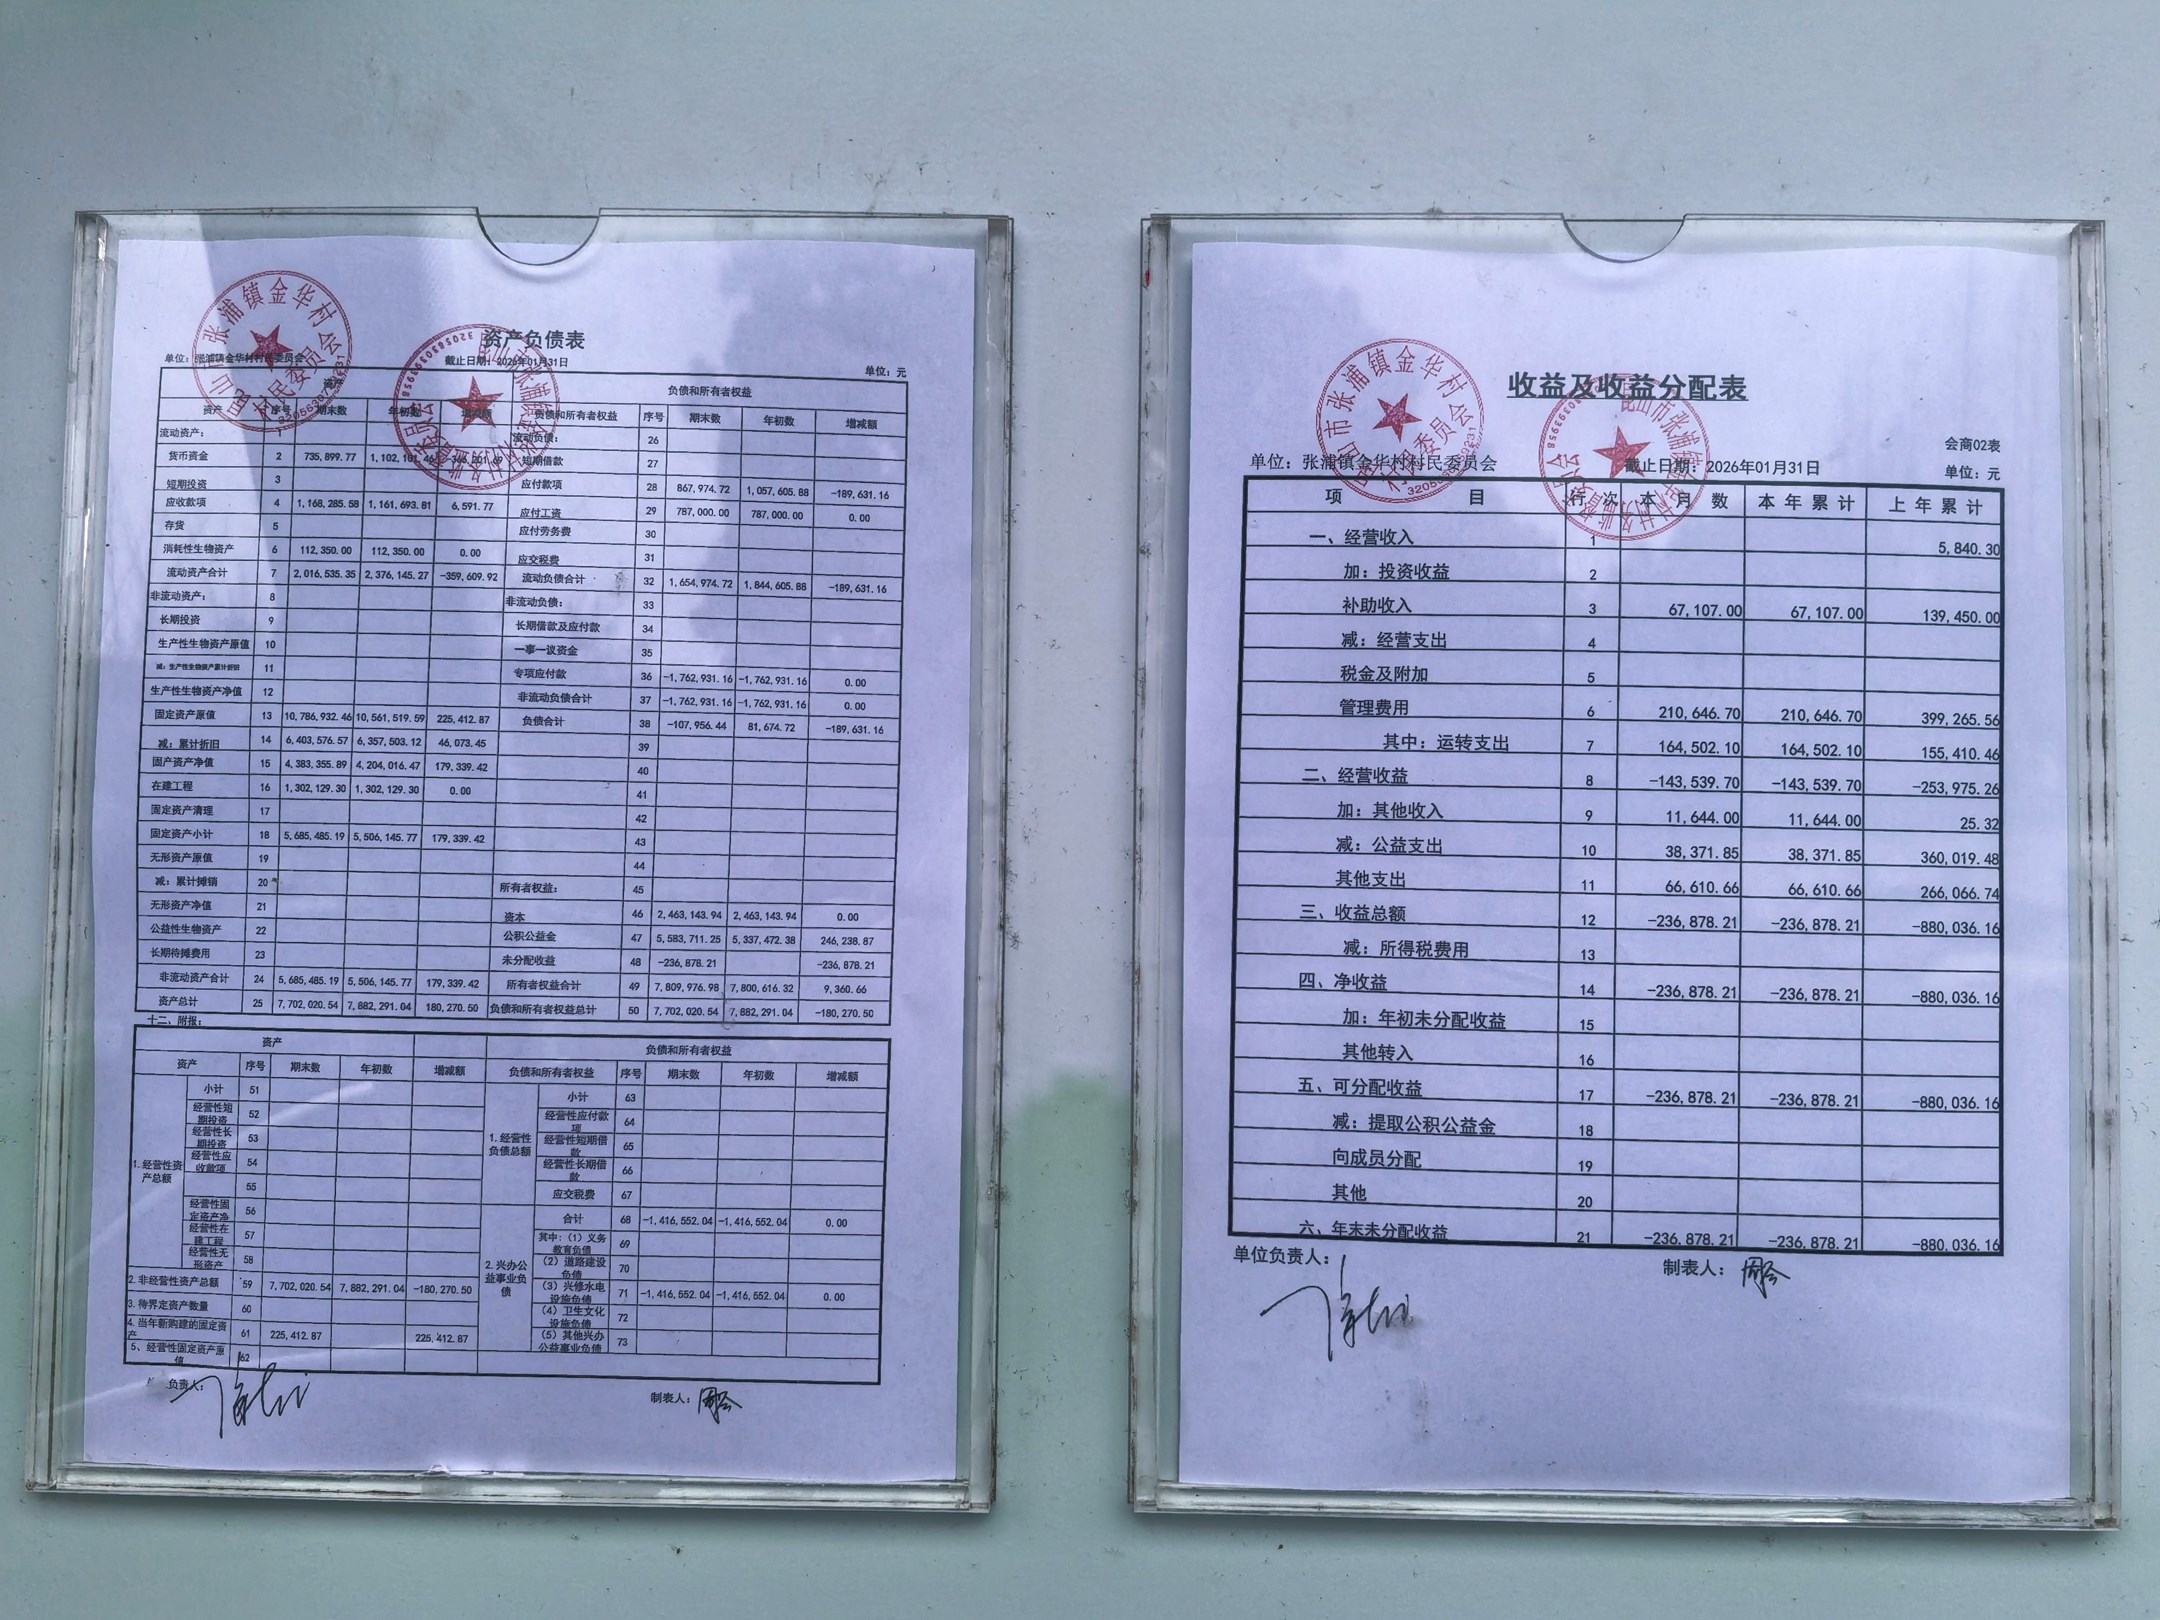 资产负债表
单位：张浦镇金华村村民委员会 截止日期：2026年01月31日 单位：元
资产 负债和所有者权益
资产 序号 期末数 年初数 增减额 负债和所有者权益 序号 期末数 年初数 增减额
流动资产： 1 流动负债： 26
货币资金 2 735,899.77 1,102,101.46 -366,201.69 短期借款 27
短期投资 3 应付款项 28 867,974.72 1,057,605.88 -189,631.16
应收款项 4 1,168,285.58 1,161,693.81 6,591.77 应付工资 29 787,000.00 787,000.00 0.00
存货 5 应付劳务费 30
消耗性生物资产 6 112,350.00 112,350.00 0.00 应交税费 31
流动资产合计 7 2,016,535.35 2,376,145.27 -359,609.92 流动负债合计 32 1,654,974.72 1,844,605.88 -189,631.16
非流动资产： 8 非流动负债： 33
长期投资 9 长期借款及应付款 34
生产性生物资产原值 10 一事一议资金 35
减：生产性生物资产累计折旧 11 专项应付款 36 -1,762,931.16 -1,762,931.16 0.00
生产性生物资产净值 12 非流动负债合计 37 -1,762,931.16 -1,762,931.16 0.00
固定资产原值 13 10,786,932.46 10,561,519.59 225,412.87 负债合计 38 -107,956.44 81,674.72 -189,631.16
减：累计折旧 14 6,403,576.57 6,357,503.12 46,073.45 39
固产资产净值 15 4,383,355.89 4,204,016.47 179,339.42 40
在建工程 16 1,302,129.30 1,302,129.30 0.00 41
固定资产清理 17 42
固定资产小计 18 5,685,485.19 5,506,145.77 179,339.42 43
无形资产原值 19 44
减：累计摊销 20 所有者权益： 45
无形资产净值 21 资本 46 2,463,143.94 2,463,143.94 0.00
公益性生物资产 22 公积公益金 47 5,583,711.25 5,337,472.38 246,238.87
长期待摊费用 23 未分配收益 48 -236,878.21 -236,878.21
非流动资产合计 24 5,685,485.19 5,506,145.77 179,339.42 所有者权益合计 49 7,809,976.98 7,800,616.32 9,360.66
资产总计 25 7,702,020.54 7,882,291.04 180,270.50 负债和所有者权益总计 50 7,702,020.54 7,882,291.04 -180,270.50
十二、附报：
资产 负债和所有者权益
资产 序号 期末数 年初数 增减额 负债和所有者权益 序号 期末数 年初数 增减额
1.经营性资产总额 小计 51 1.经营性负债总额 小计 63
经营性短期投资 52 经营性应付款项 64
经营性长期投资 53 经营性短期借款 65
经营性应收款项 54 经营性长期借款 66
55 应交税费 67
经营性固定资产净 56 2.兴办公益事业负债 合计 68 -1,416,552.04 -1,416,552.04 0.00
经营性在建工程 57 其中：（1）义务教育负债 69
经营性无形资产 58 （2）道路建设负债 70
2.非经营性资产总额 59 7,702,020.54 7,882,291.04 -180,270.50 （3）兴修水电设施负债 71 -1,416,552.04 -1,416,552.04 0.00
3.待界定资产数量 60 （4）卫生文化设施负债 72
4.当年新购建的固定资产 61 225,412.87 225,412.87 （5）其他兴办公益事业负债 73
5、经营性固定资产原值 62
负责人： 制表人：
收益及收益分配表
会商02表
单位：张浦镇金华村村民委员会 截止日期：2026年01月31日 单位：元
项 目 行次 本月数 本年累计 上年累计
一、经营收入 1 5,840.30
加：投资收益 2
补助收入 3 67,107.00 67,107.00 139,450.00
减：经营支出 4
税金及附加 5
管理费用 6 210,646.70 210,646.70 399,265.56
其中：运转支出 7 164,502.10 164,502.10 155,410.46
二、经营收益 8 -143,539.70 -143,539.70 -253,975.26
加：其他收入 9 11,644.00 11,644.00 25.32
减：公益支出 10 38,371.85 38,371.85 360,019.48
其他支出 11 66,610.66 66,610.66 266,066.74
三、收益总额 12 -236,878.21 -236,878.21 -880,036.16
减：所得税费用 13
四、净收益 14 -236,878.21 -236,878.21 -880,036.16
加：年初未分配收益 15
其他转入 16
五、可分配收益 17 -236,878.21 -236,878.21 -880,036.16
减：提取公积公益金 18
向成员分配 19
其他 20
六、年末未分配收益 21 -236,878.21 -236,878.21 -880,036.16
单位负责人： 制表人：